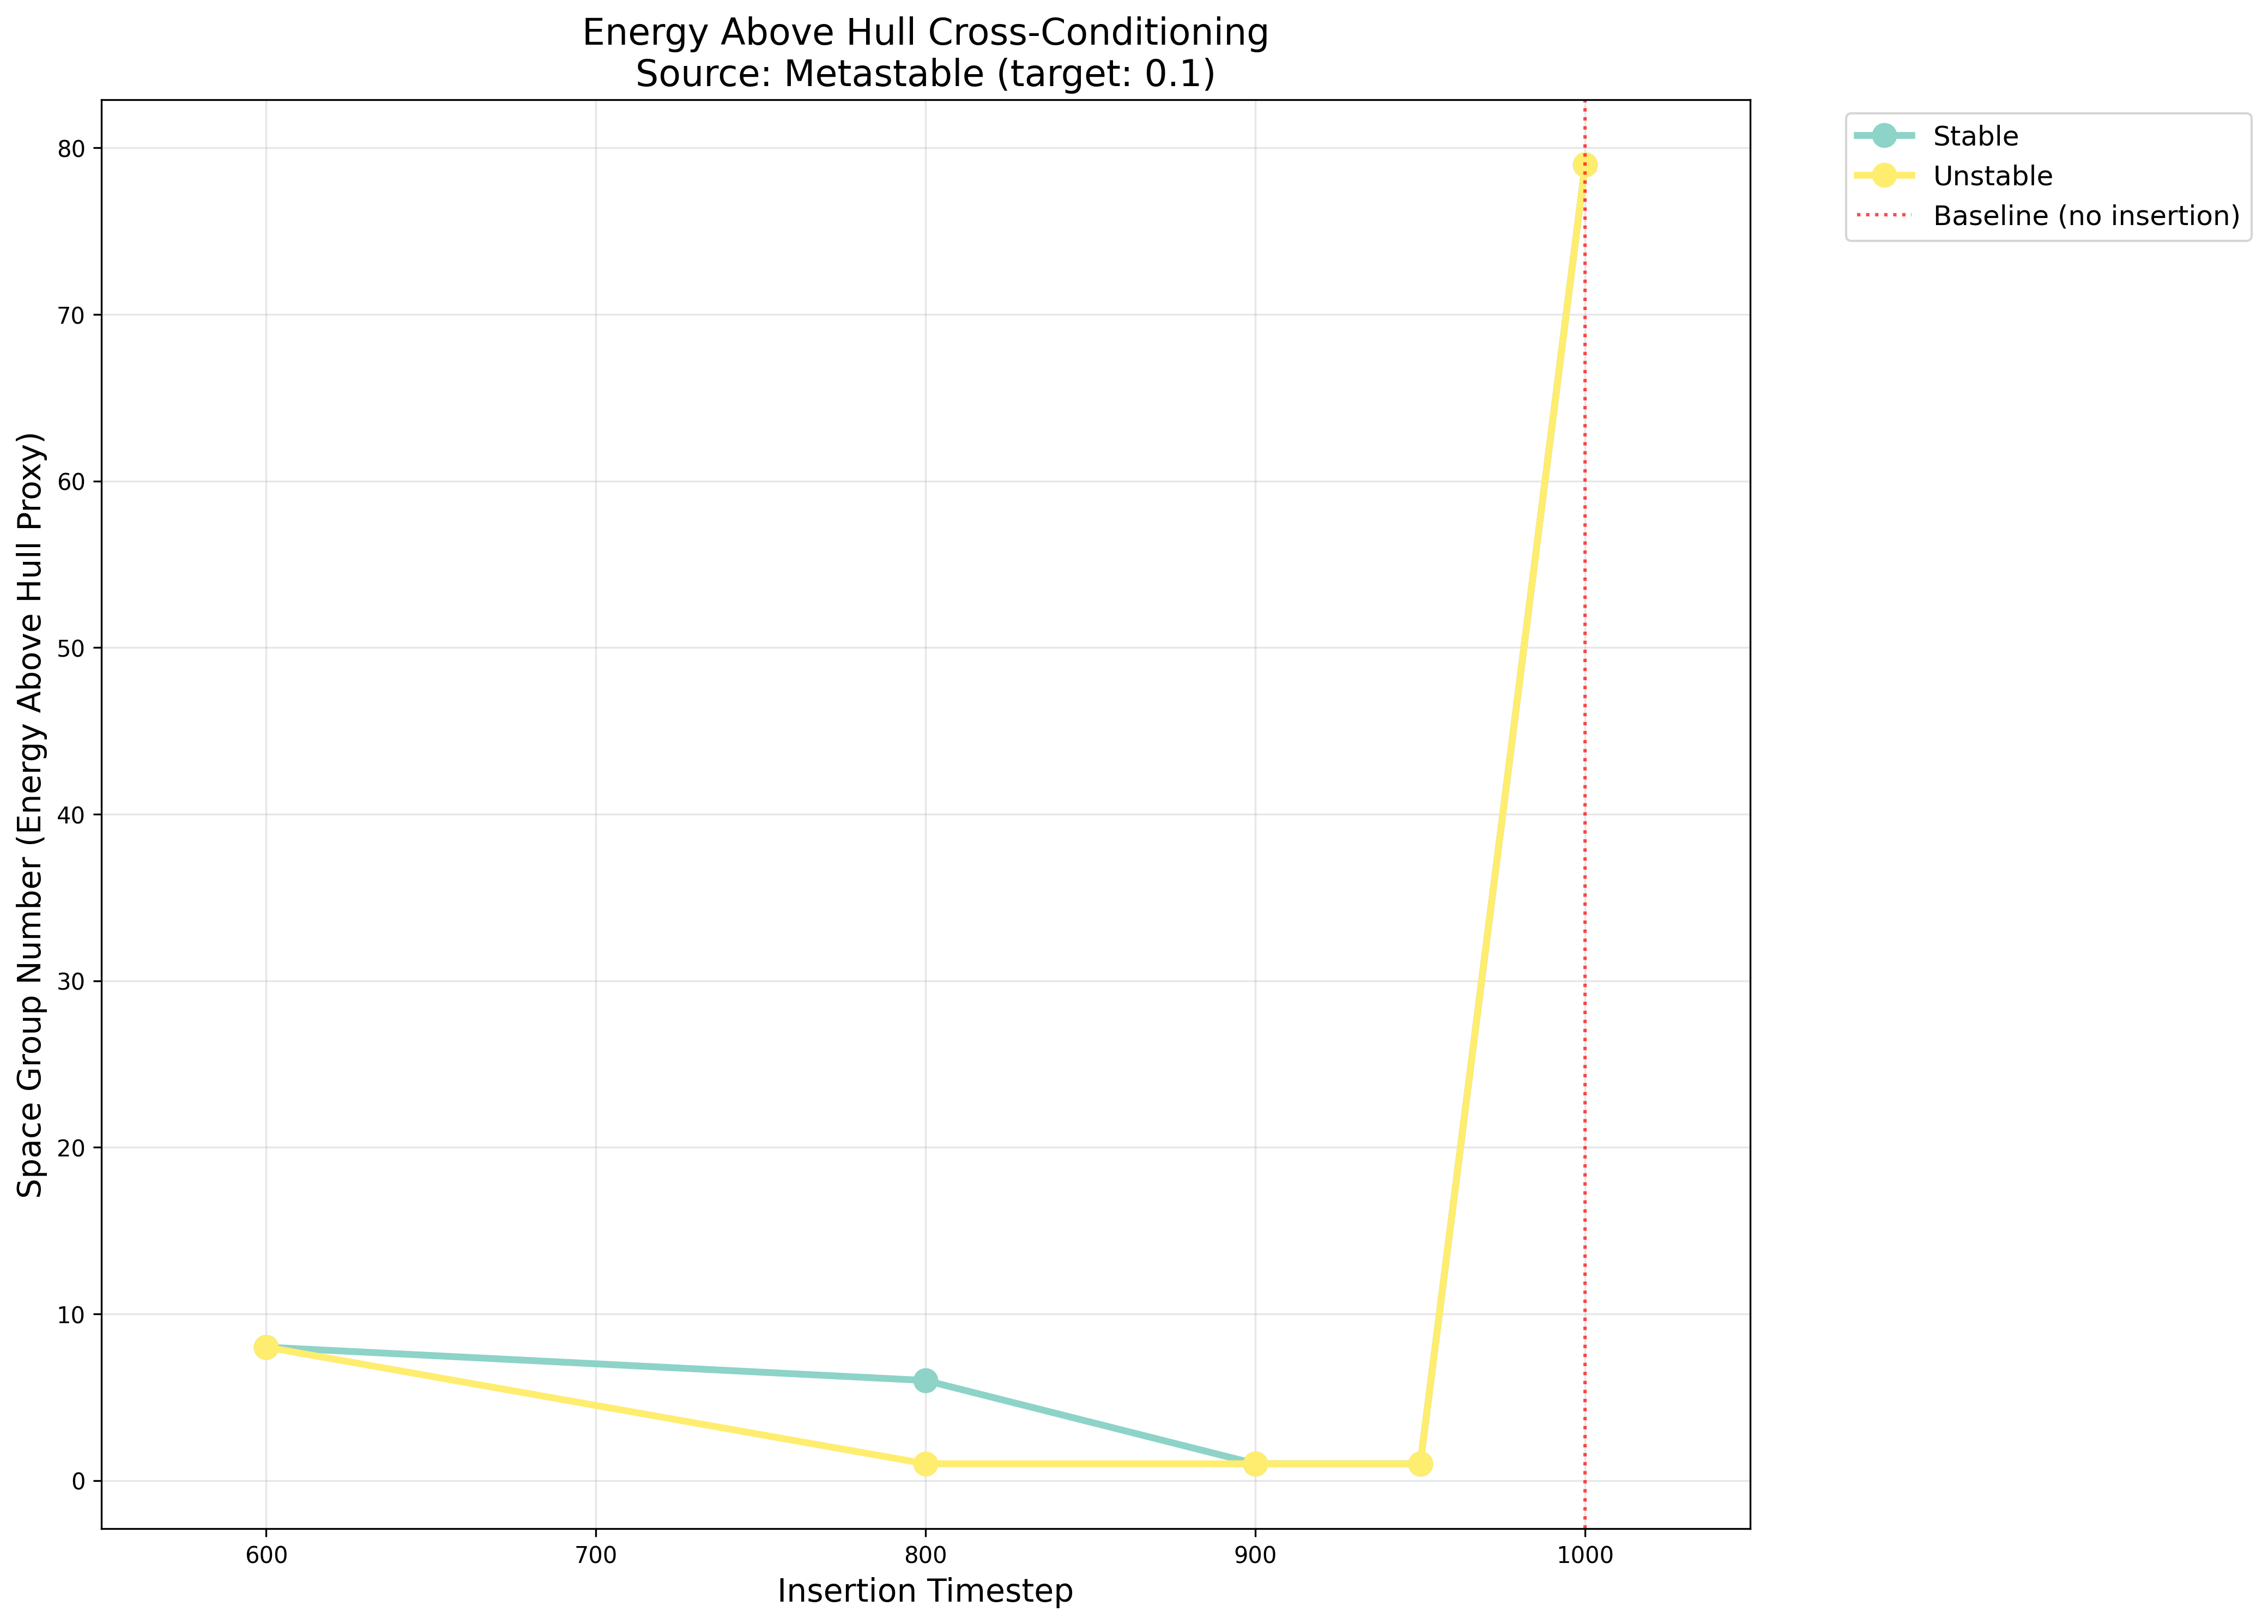 Energy Above Hull Cross-Conditioning
Source: Metastable (target: 0.1)
Stable
Unstable
Baseline (no insertion)
Space Group Number (Energy Above Hull Proxy)
80
70
60
50
40
30
20
10
0
600
700
800
900
1000
Insertion Timestep